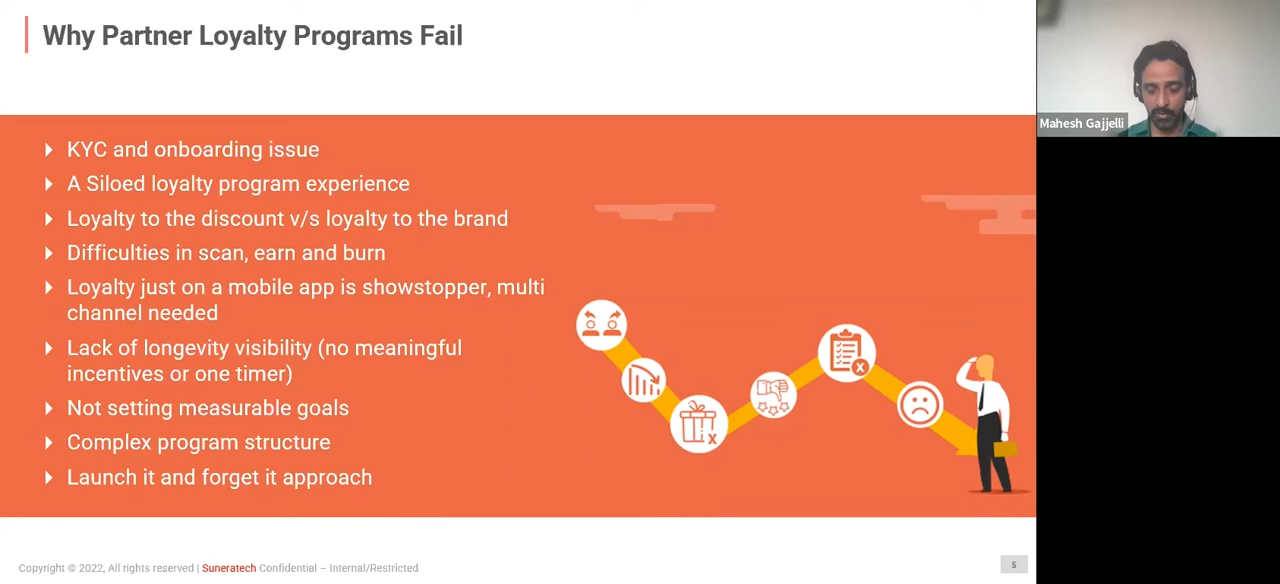 Why Partner Loyalty Programs Fail
Mahesh Gajjelli
KYC and onboarding issue
A Siloed loyalty program experience
Loyalty to the discount v/s loyalty to the brand
Difficulties in scan, earn and burn
Loyalty just on a mobile app is showstopper, multi
channel needed
Lack of longevity visibility (no meaningful
incentives or one timer)
Not setting measurable goals
Complex program structure
Launch it and forget it approach
x
x
Copyright © 2022, All rights reserved | Suneratech Confidential – Internal/Restricted
5